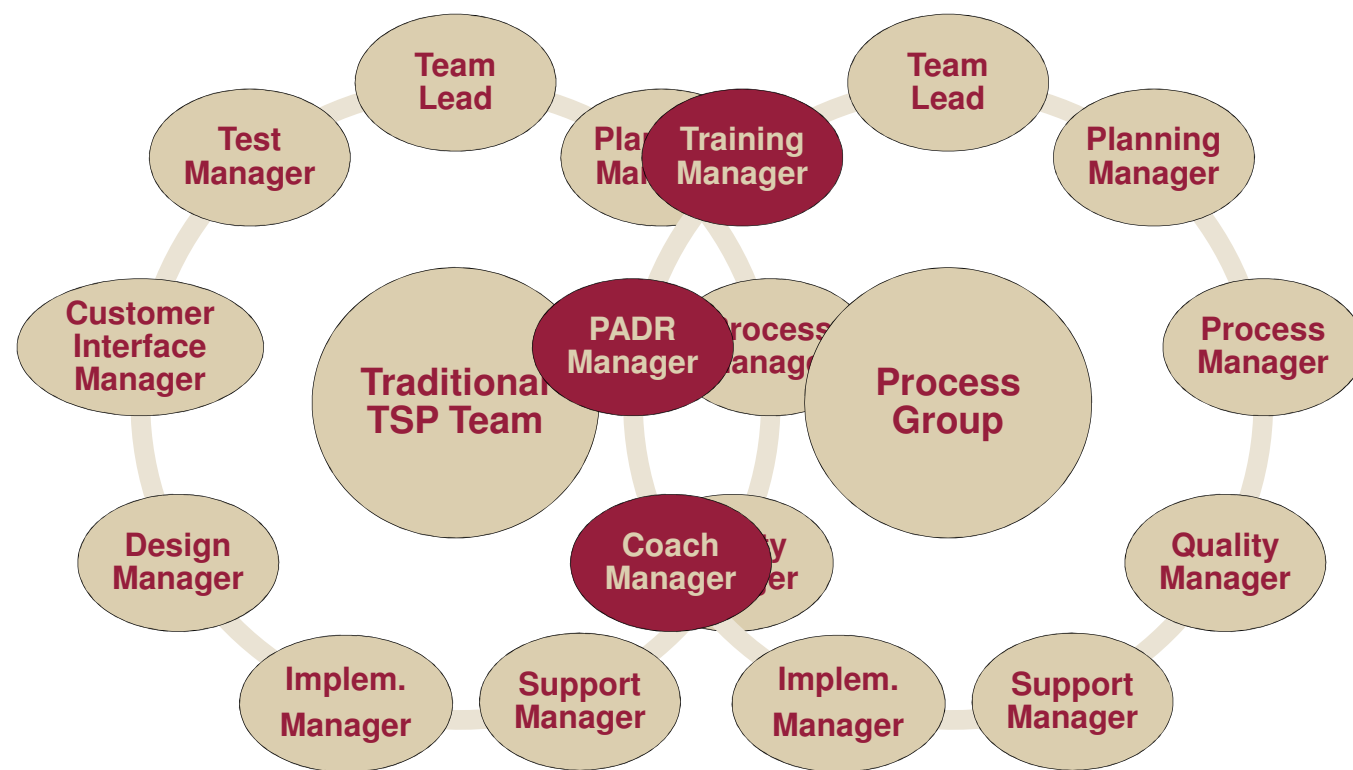 Team
Lead
Team
Lead
Test
Manager
Training
Manager
Planning
Manager
Customer
Interface
Manager
PADR
Manager
Process
Manager
Traditional
TSP Team
Process
Group
Design
Manager
Coach
Manager
Quality
Manager
Implem.
Manager
Support
Manager
Implem.
Manager
Support
Manager